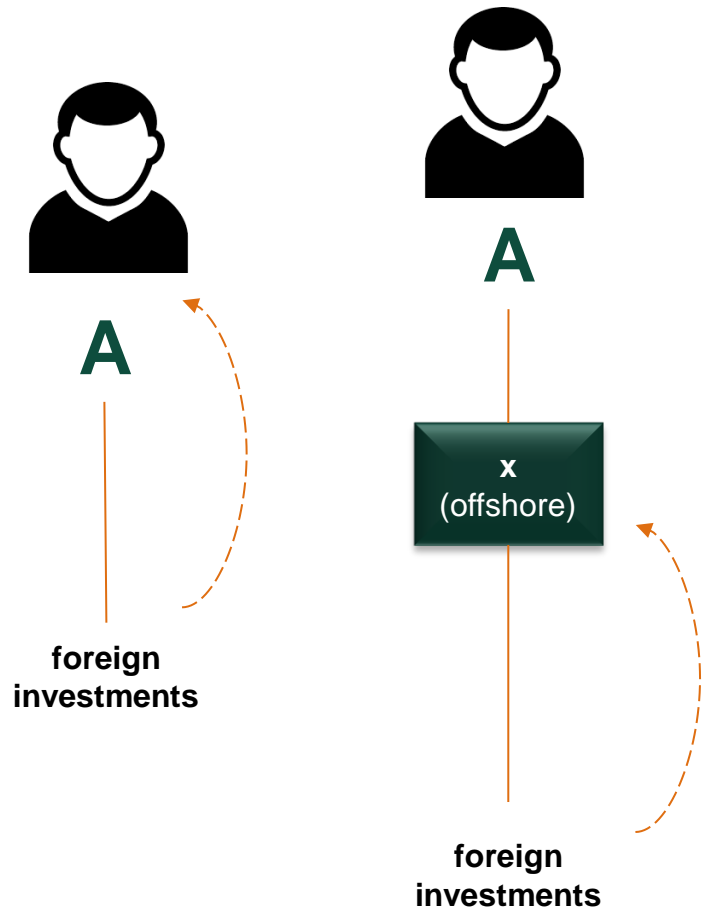 A
foreign
investments
A
x
(offshore)
foreign
investments